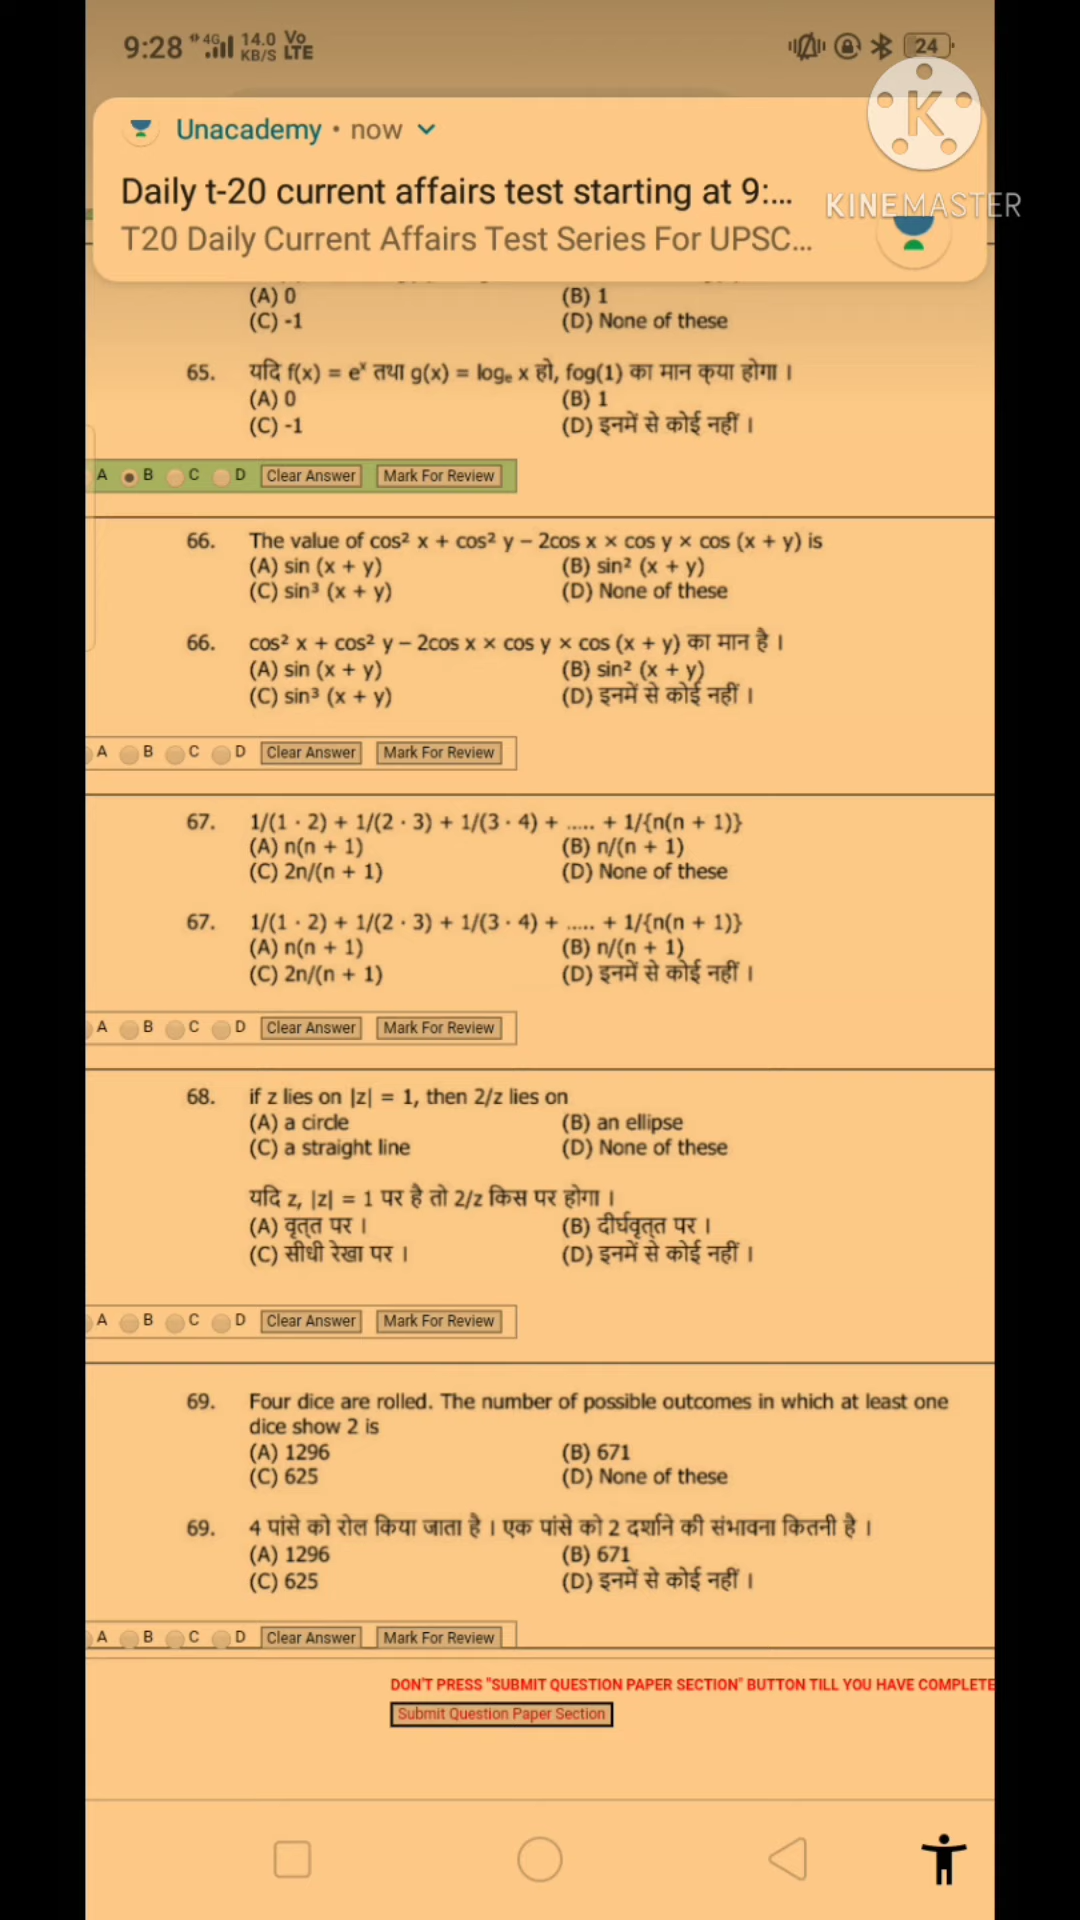 9:28 4G 14.0 KB/S Vo LTE 24
K
Unacademy • now
Daily t-20 current affairs test starting at 9:...
KINEMASTER
T20 Daily Current Affairs Test Series For UPSC...
(A) 0 (B) 1
(C) -1 (D) None of these
65. यदि f(x) = eˣ तथा g(x) = logₑ x हो, fog(1) का मान क्या होगा ।
(A) 0 (B) 1
(C) -1 (D) इनमें से कोई नहीं ।
A B C D Clear Answer Mark For Review
66. The value of cos² x + cos² y – 2cos x × cos y × cos (x + y) is
(A) sin (x + y) (B) sin² (x + y)
(C) sin³ (x + y) (D) None of these
66. cos² x + cos² y – 2cos x × cos y × cos (x + y) का मान है ।
(A) sin (x + y) (B) sin² (x + y)
(C) sin³ (x + y) (D) इनमें से कोई नहीं ।
A B C D Clear Answer Mark For Review
67. 1/(1 · 2) + 1/(2 · 3) + 1/(3 · 4) + ..... + 1/{n(n + 1)}
(A) n(n + 1) (B) n/(n + 1)
(C) 2n/(n + 1) (D) None of these
67. 1/(1 · 2) + 1/(2 · 3) + 1/(3 · 4) + ..... + 1/{n(n + 1)}
(A) n(n + 1) (B) n/(n + 1)
(C) 2n/(n + 1) (D) इनमें से कोई नहीं ।
A B C D Clear Answer Mark For Review
68. if z lies on |z| = 1, then 2/z lies on
(A) a circle (B) an ellipse
(C) a straight line (D) None of these
यदि z, |z| = 1 पर है तो 2/z किस पर होगा ।
(A) वृत्त पर । (B) दीर्घवृत्त पर ।
(C) सीधी रेखा पर । (D) इनमें से कोई नहीं ।
A B C D Clear Answer Mark For Review
69. Four dice are rolled. The number of possible outcomes in which at least one
dice show 2 is
(A) 1296 (B) 671
(C) 625 (D) None of these
69. 4 पांसे को रोल किया जाता है । एक पांसे को 2 दर्शाने की संभावना कितनी है ।
(A) 1296 (B) 671
(C) 625 (D) इनमें से कोई नहीं ।
A B C D Clear Answer Mark For Review
DON'T PRESS "SUBMIT QUESTION PAPER SECTION" BUTTON TILL YOU HAVE COMPLETE
Submit Question Paper Section